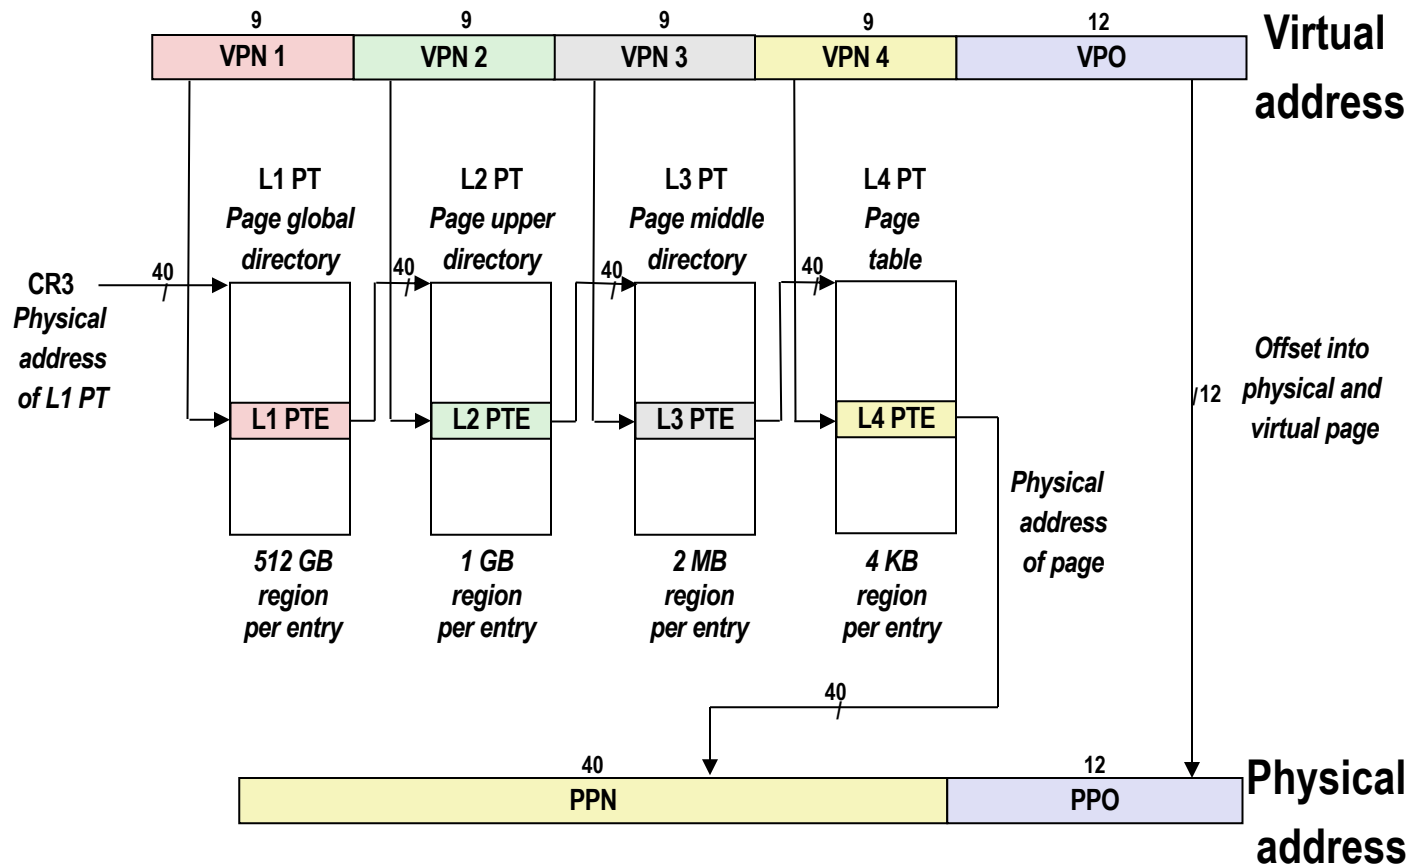 9 9 9 9 12
VPN 1 VPN 2 VPN 3 VPN 4 VPO
Virtual
address
L1 PT
Page global
directory
L2 PT
Page upper
directory
L3 PT
Page middle
directory
L4 PT
Page
table
CR3
Physical
address
of L1 PT
40
40
40
40
L1 PTE
L2 PTE
L3 PTE
L4 PTE
512 GB
region
per entry
1 GB
region
per entry
2 MB
region
per entry
4 KB
region
per entry
Physical
address
of page
12
Offset into
physical and
virtual page
40
40 12
PPN PPO
Physical
address